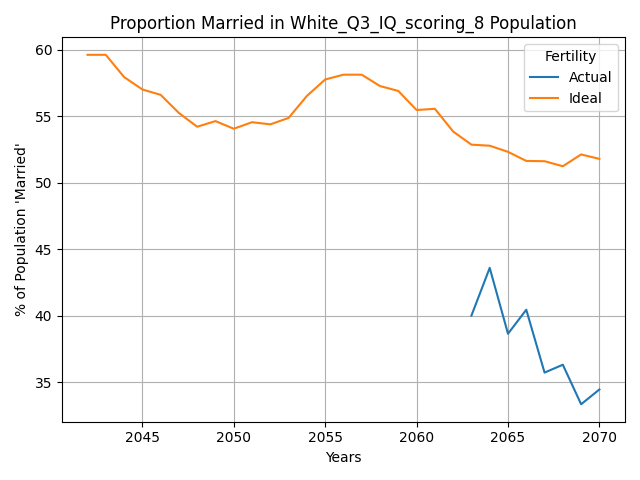 Proportion Married in White_Q3_IQ_scoring_8 Population
Fertility
Actual
Ideal
% of Population 'Married'
60
55
50
45
40
35
2045 2050 2055 2060 2065 2070
Years